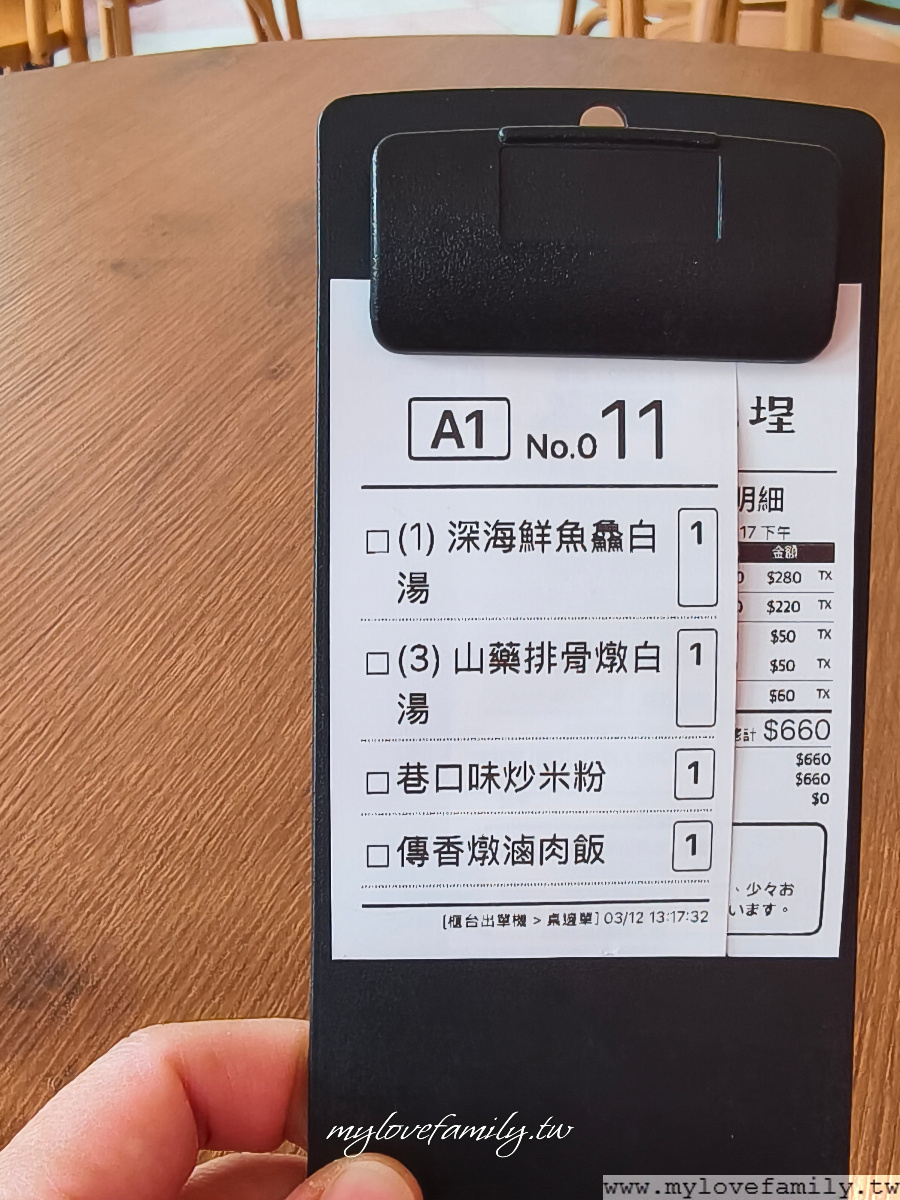 A1 No.011
□(1) 深海鮮魚鱻白 1
湯
□(3) 山藥排骨燉白 1
湯
□巷口味炒米粉 1
□傳香燉滷肉飯 1
[櫃台出單機 > 桌邊單] 03/12 13:17:32
埕
明細
17 下午
金額
$280 TX
$220 TX
$50 TX
$50 TX
$60 TX
計 $660
$660
$660
$0
、少々お
います。
mylovefamily.tw
www.mylovefamily.tw